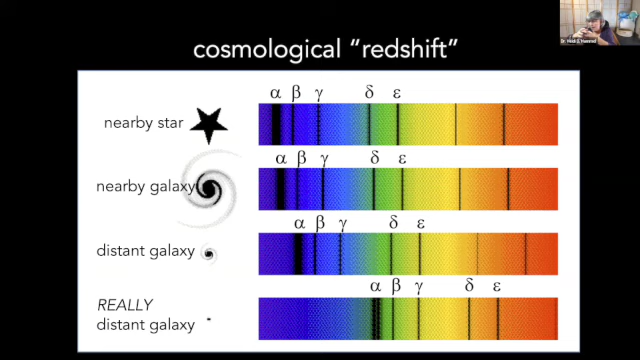 cosmological “redshift”
α β γ δ ε
nearby star
α β γ δ ε
nearby galaxy
α β γ δ ε
distant galaxy
α β γ δ ε
REALLY
distant galaxy